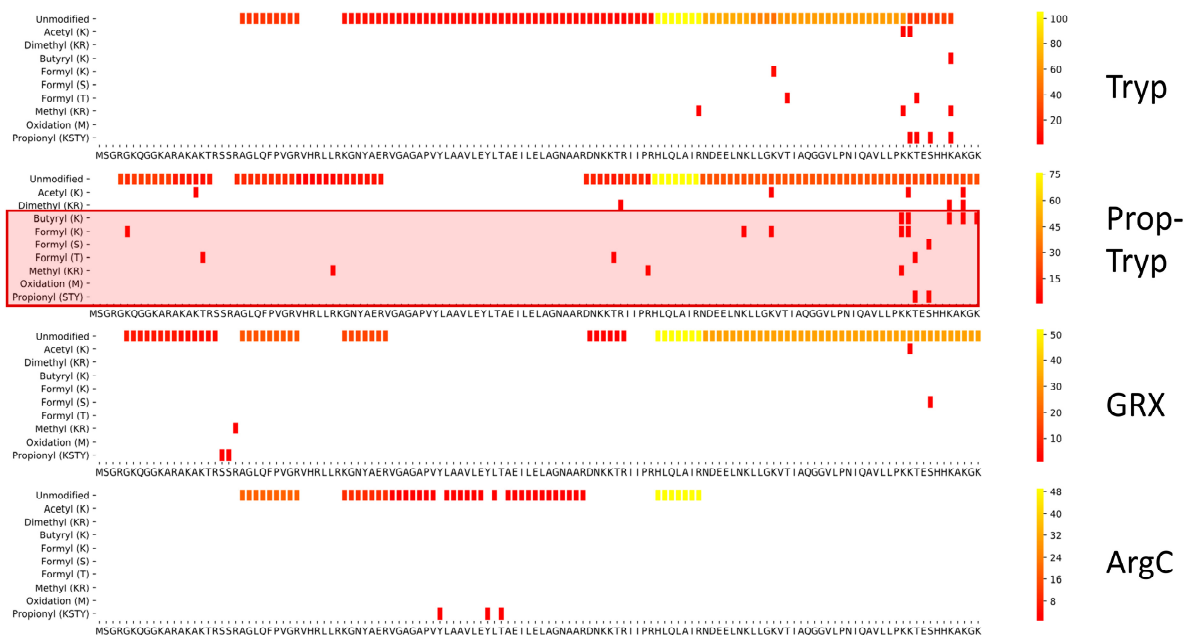 Unmodified
Acetyl (K)
Dimethyl (KR)
Butyryl (K)
Formyl (K)
Formyl (S)
Formyl (T)
Methyl (KR)
Oxidation (M)
Propionyl (KSTY)
MSGRGKQGGKARAKAKTRSSRAGLQFPVGRVHRLLRKGNYAERVGAGAPVYLAAVLEYLTAEILELAGNAARDNKKTRIIPRHLQLAIRNDEELNKLLGKVTIAQGGVLPNIQAVLLPKKTESHHKAKGK
100
80
60
40
20
Tryp
Unmodified
Acetyl (K)
Dimethyl (KR)
Butyryl (K)
Formyl (K)
Formyl (S)
Formyl (T)
Methyl (KR)
Oxidation (M)
Propionyl (STY)
MSGRGKQGGKARAKAKTRSSRAGLQFPVGRVHRLLRKGNYAERVGAGAPVYLAAVLEYLTAEILELAGNAARDNKKTRIIPRHLQLAIRNDEELNKLLGKVTIAQGGVLPNIQAVLLPKKTESHHKAKGK
75
60
45
30
15
Prop-
Tryp
Unmodified
Acetyl (K)
Dimethyl (KR)
Butyryl (K)
Formyl (K)
Formyl (S)
Formyl (T)
Methyl (KR)
Oxidation (M)
Propionyl (KSTY)
MSGRGKQGGKARAKAKTRSSRAGLQFPVGRVHRLLRKGNYAERVGAGAPVYLAAVLEYLTAEILELAGNAARDNKKTRIIPRHLQLAIRNDEELNKLLGKVTIAQGGVLPNIQAVLLPKKTESHHKAKGK
50
40
30
20
10
GRX
Unmodified
Acetyl (K)
Dimethyl (KR)
Butyryl (K)
Formyl (K)
Formyl (S)
Formyl (T)
Methyl (KR)
Oxidation (M)
Propionyl (KSTY)
MSGRGKQGGKARAKAKTRSSRAGLQFPVGRVHRLLRKGNYAERVGAGAPVYLAAVLEYLTAEILELAGNAARDNKKTRIIPRHLQLAIRNDEELNKLLGKVTIAQGGVLPNIQAVLLPKKTESHHKAKGK
48
40
32
24
16
8
ArgC